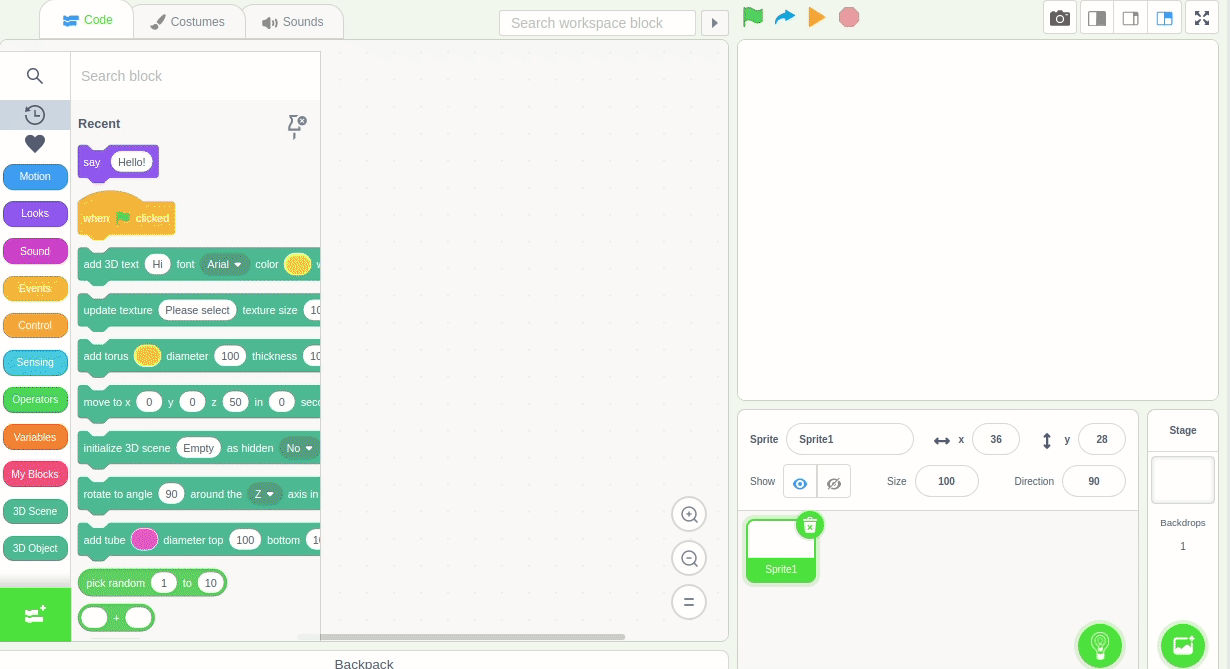 Code Costumes Sounds Search workspace block
Search block
Recent
say Hello!
when clicked
add 3D text Hi font Arial color
update texture Please select texture size 10
add torus diameter 100 thickness 10
move to x 0 y 0 z 50 in 0 seco
initialize 3D scene Empty as hidden No
rotate to angle 90 around the Z axis in
add tube diameter top 100 bottom 10
pick random 1 to 10
+
Motion
Looks
Sound
Events
Control
Sensing
Operators
Variables
My Blocks
3D Scene
3D Object
Backpack
Sprite Sprite1 x 36 y 28
Show Size 100 Direction 90
Sprite1
Stage
Backdrops
1